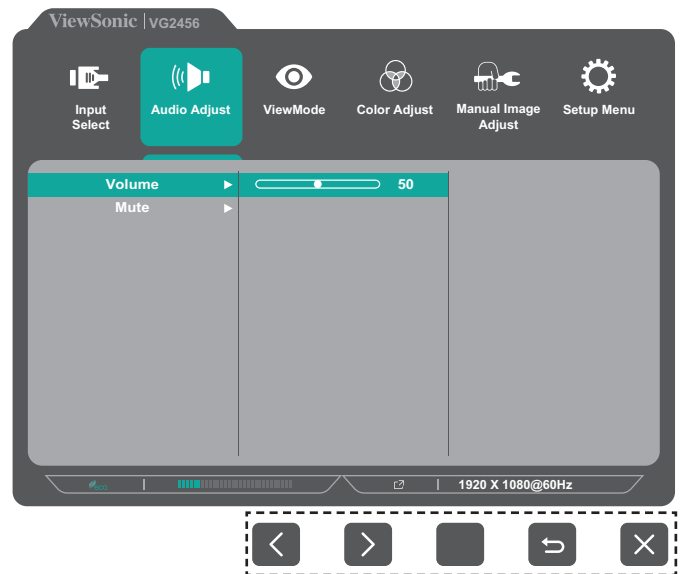 ViewSonic | VG2456
Input
Select
Audio Adjust
ViewMode
Color Adjust
Manual Image
Adjust
Setup Menu
Volume
50
Mute
eco
1920 X 1080@60Hz